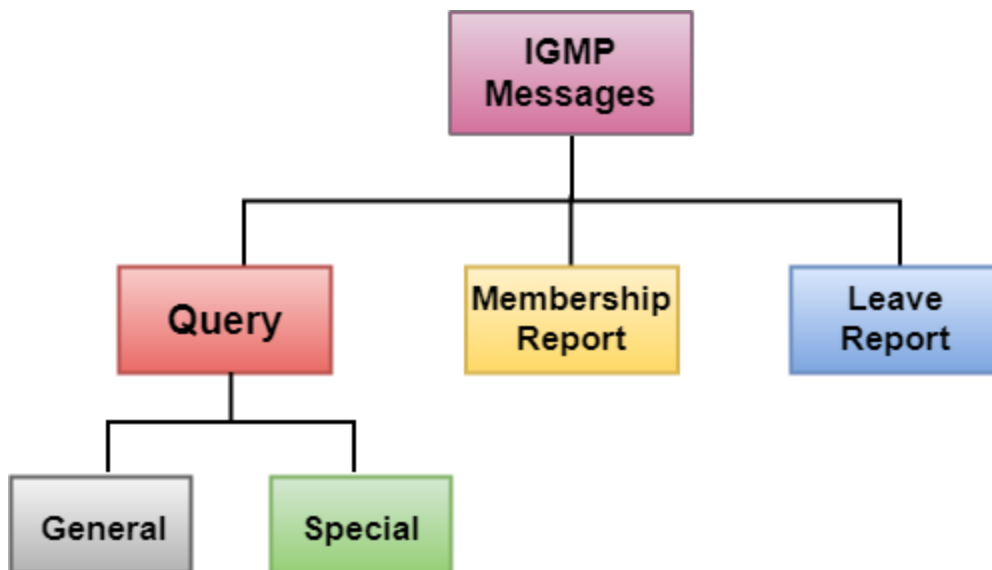 IGMP
Messages
Query
Membership
Report
Leave
Report
General
Special